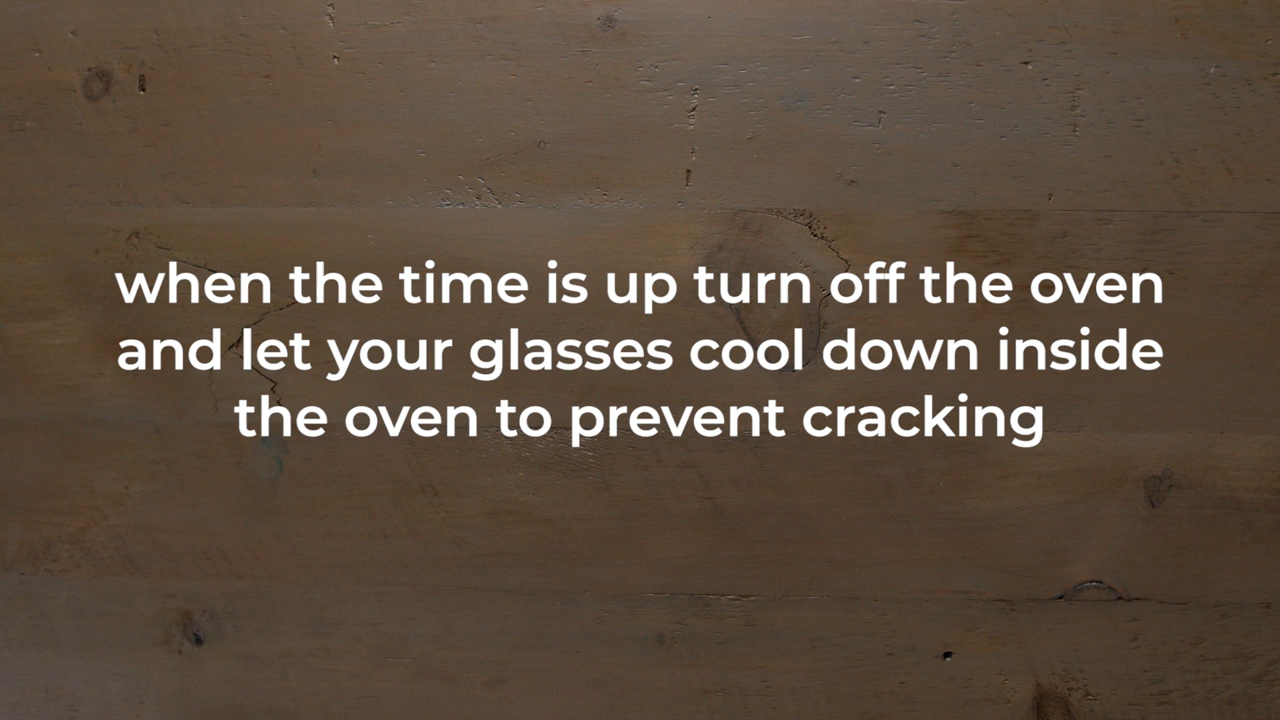 when the time is up turn off the oven
and let your glasses cool down inside
the oven to prevent cracking